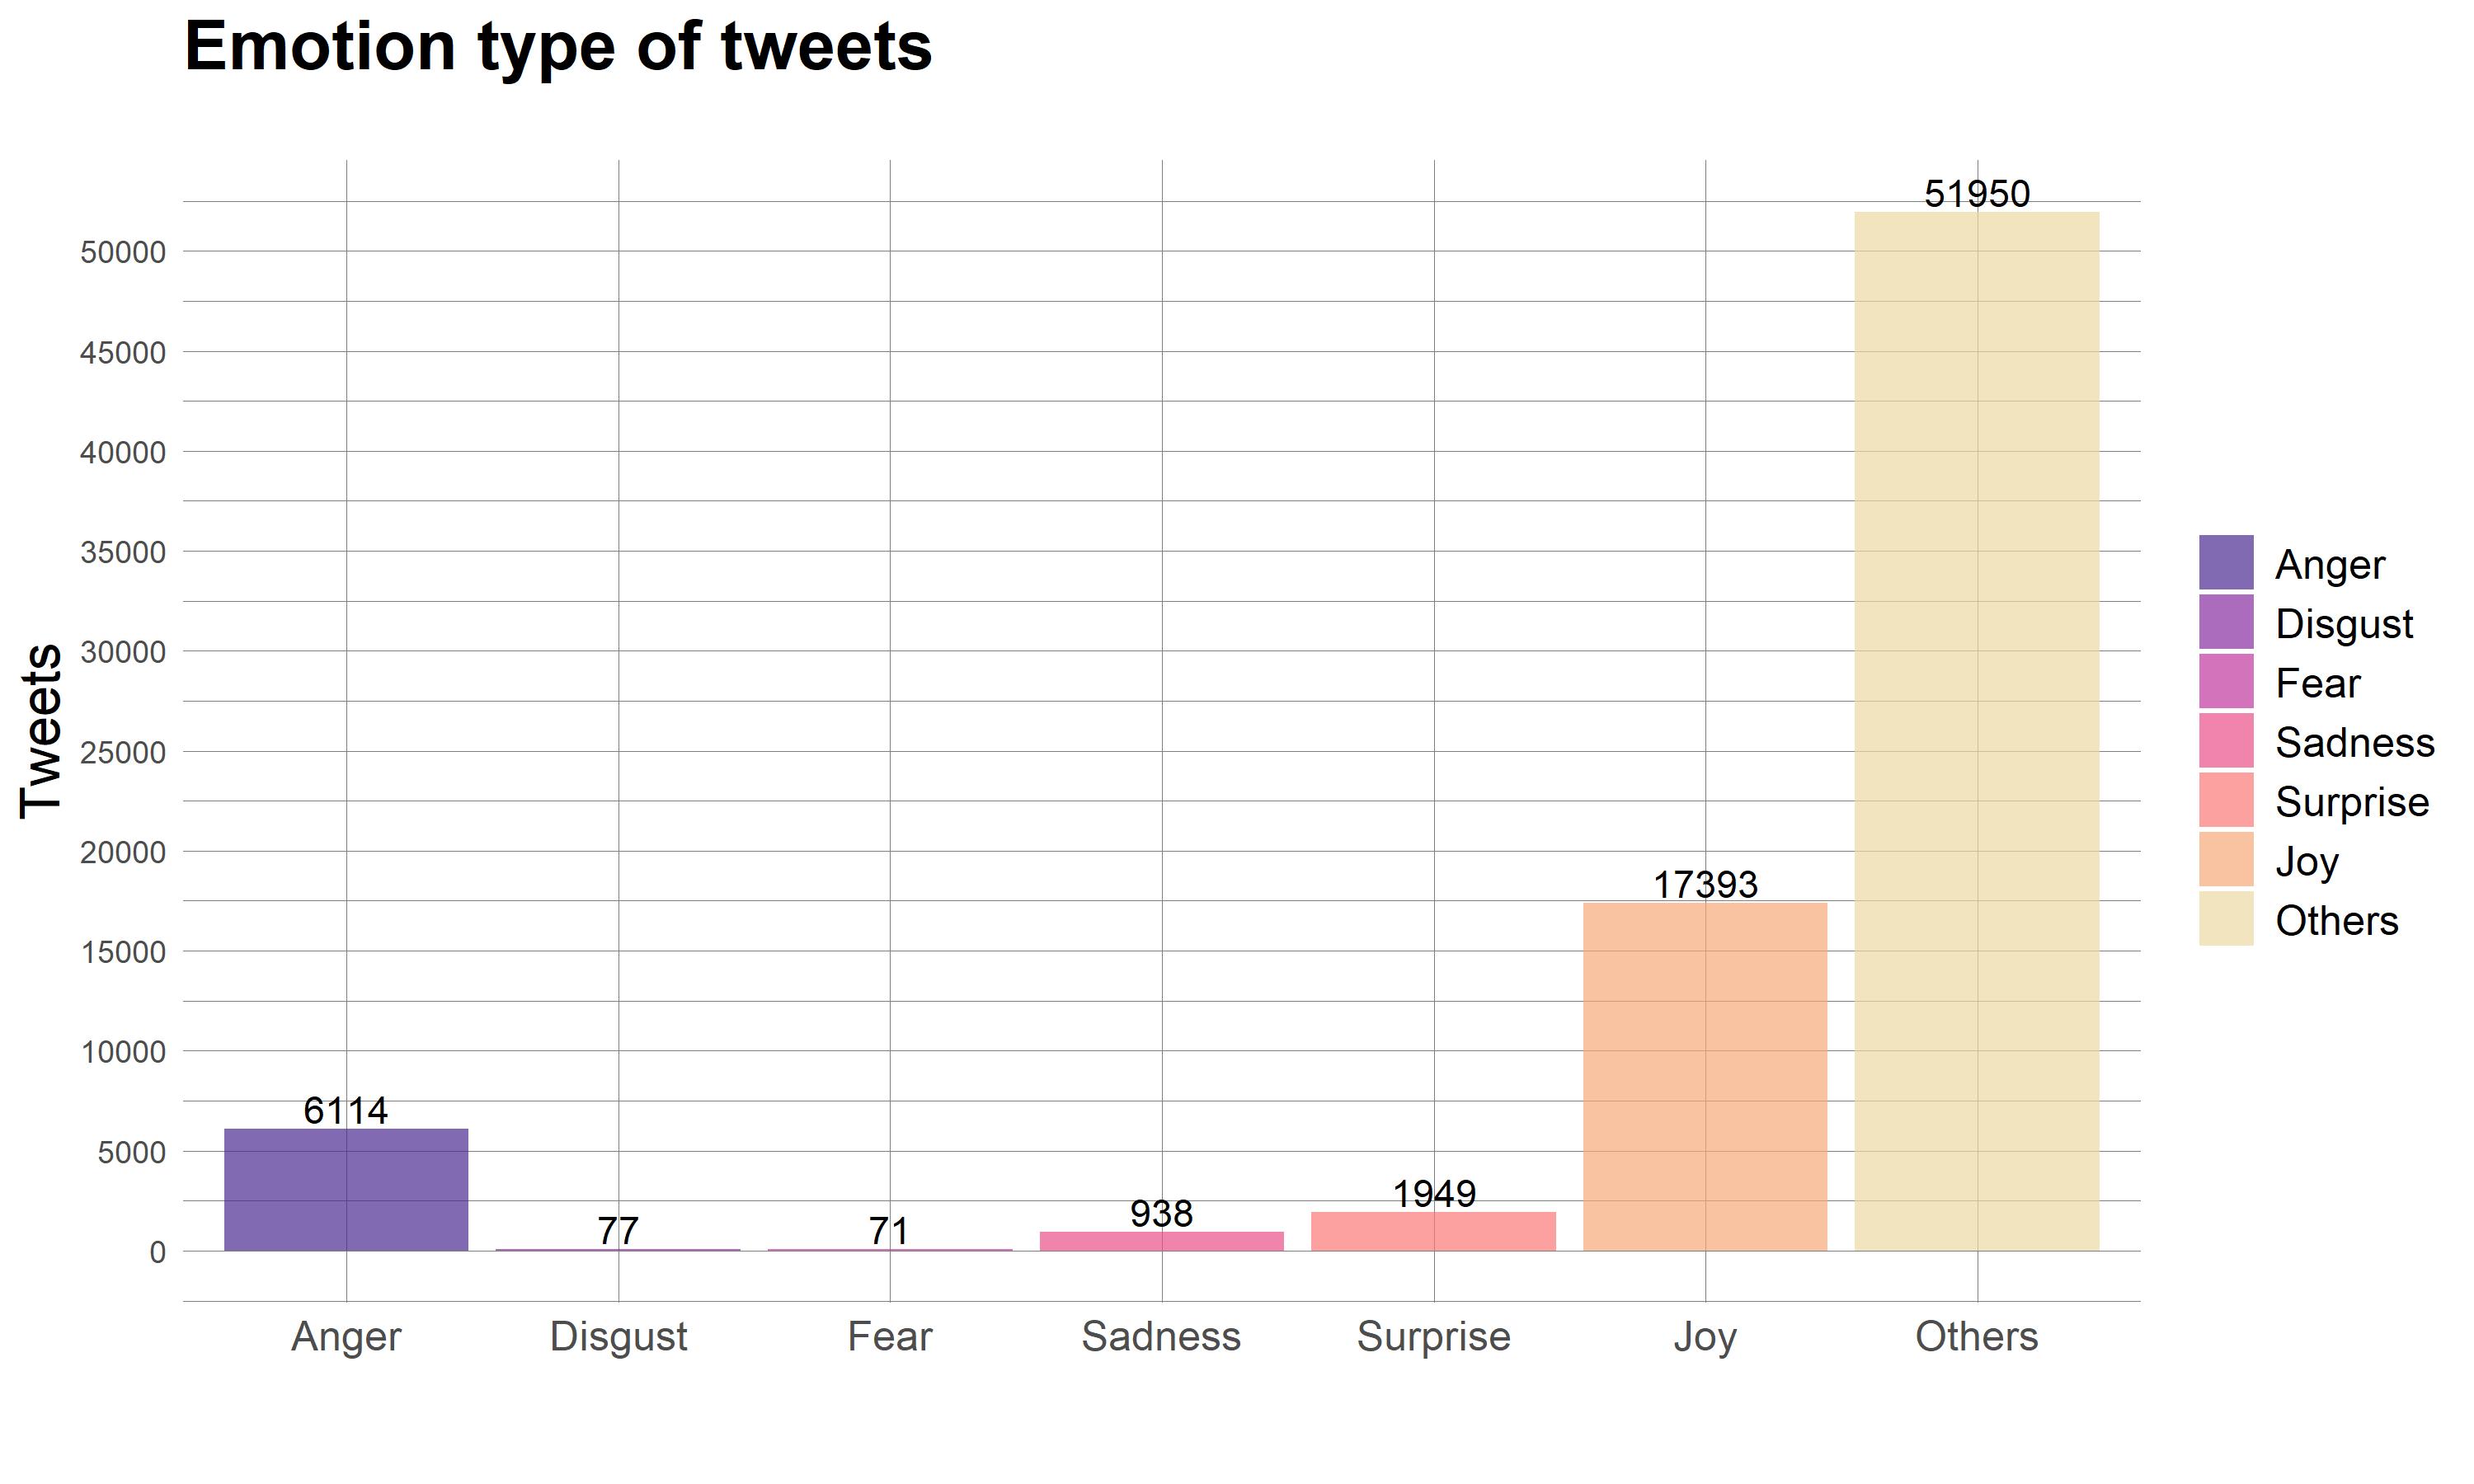 Emotion type of tweets
Tweets
50000
45000
40000
35000
30000
25000
20000
15000
10000
5000
0
6114
77
71
938
1949
17393
51950
Anger
Disgust
Fear
Sadness
Surprise
Joy
Others
Anger
Disgust
Fear
Sadness
Surprise
Joy
Others